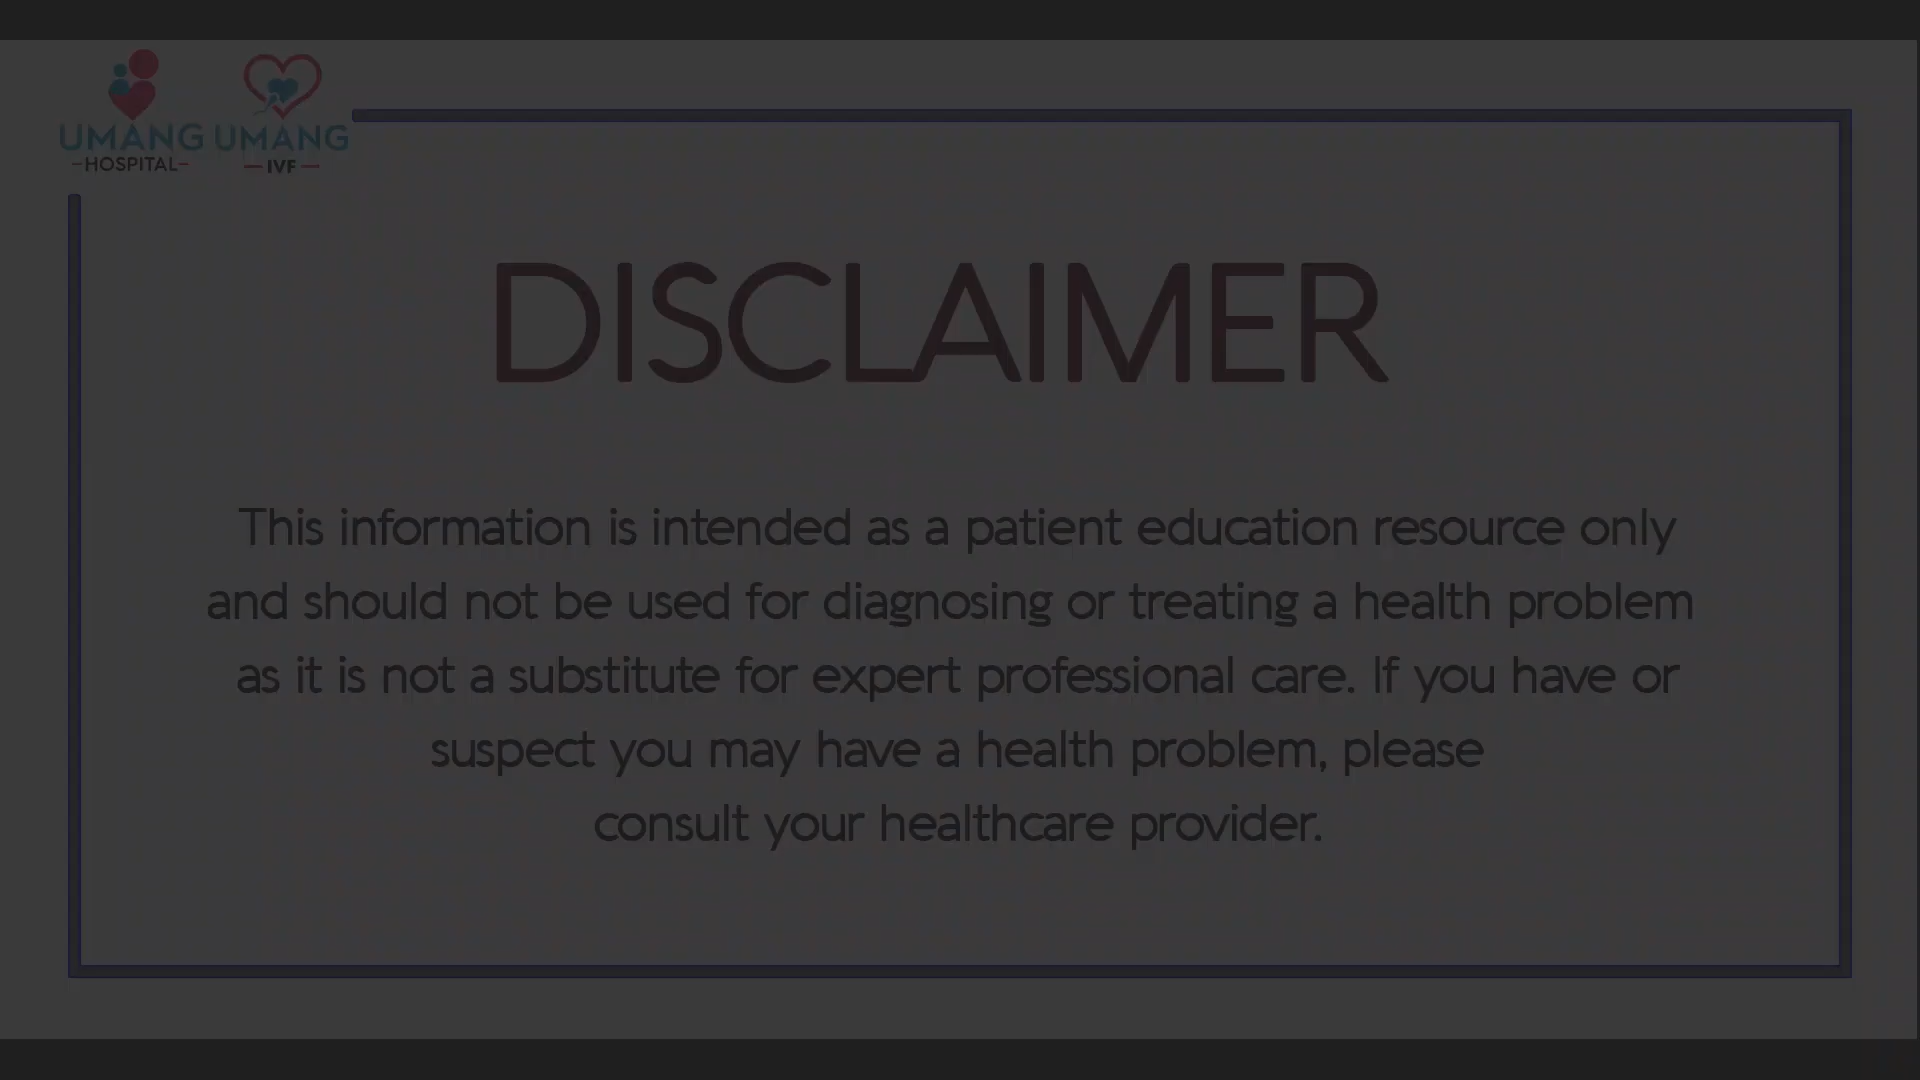 UMANG UMANG
HOSPITAL IVF
DISCLAIMER
This information is intended as a patient education resource only
and should not be used for diagnosing or treating a health problem
as it is not a substitute for expert professional care. If you have or
suspect you may have a health problem, please
consult your healthcare provider.